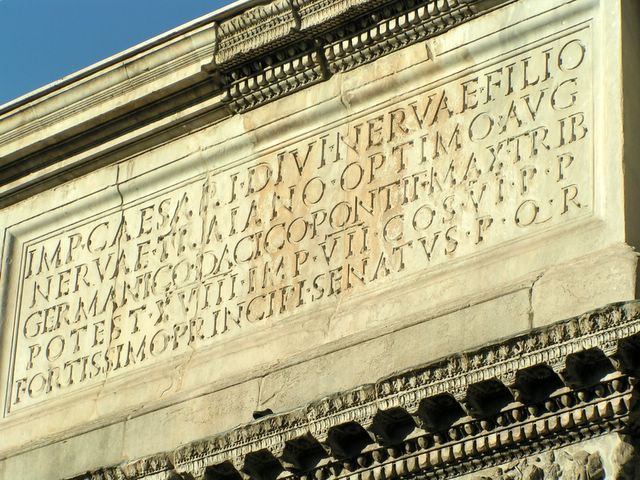 IMP·CAESARI·DIVI·NERVAE·FILIO
NERVAE·TRAIANO·OPTIMO·AVG
GERMANICO·DACICO·PONTIF·MAX·TRIB
POTEST·XVIII·IMP·VII·COS·VI·P·P
FORTISSIMO·PRINCIPI·SENATVS·P·Q·R